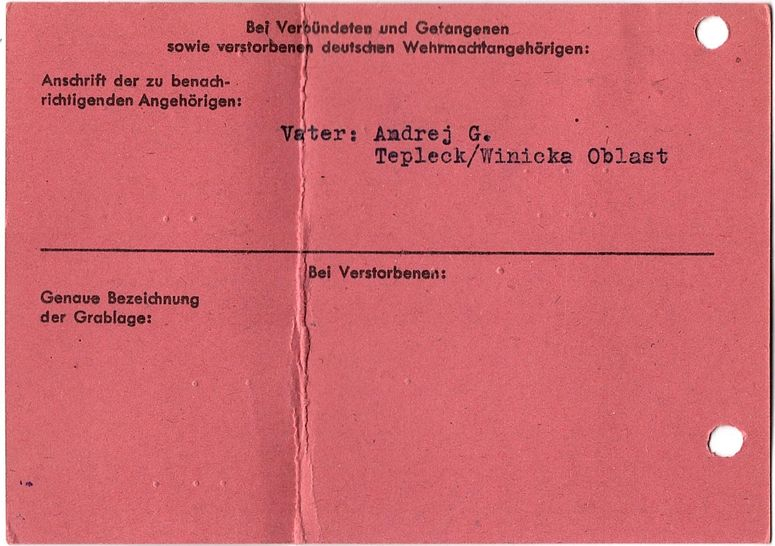 Bei Verbündeten und Gefangenen
sowie verstorbenen deutschen Wehrmachtangehörigen:
Anschrift der zu benach-
richtigenden Angehörigen:
Vater: Andrej G.
Tepleck/Winicka Oblast
Bei Verstorbenen:
Genaue Bezeichnung
der Grablage: